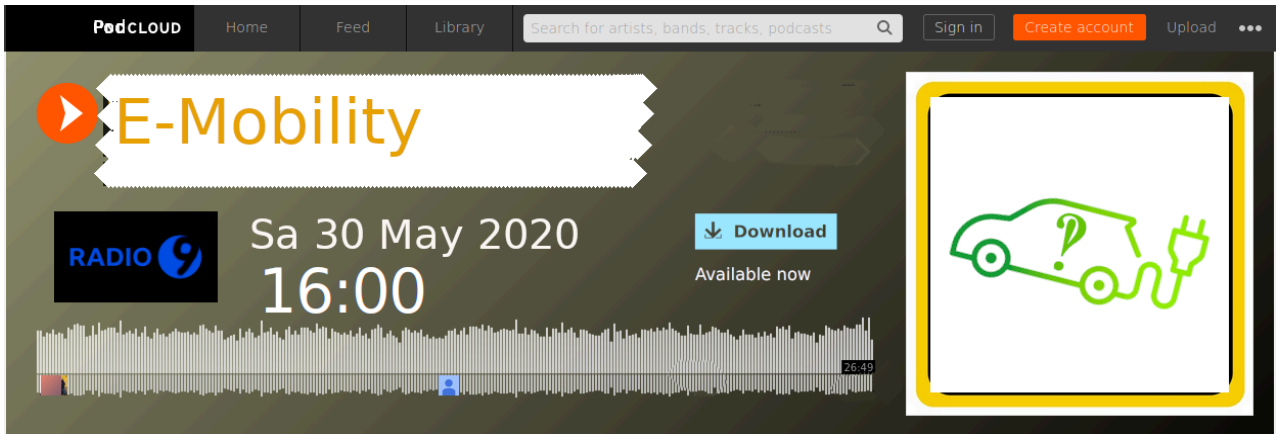 PodCLOUD Home Feed Library Search for artists, bands, tracks, podcasts Sign in Create account Upload
E-Mobility
RADIO 9
Sa 30 May 2020
16:00
Download
Available now
26:49
?